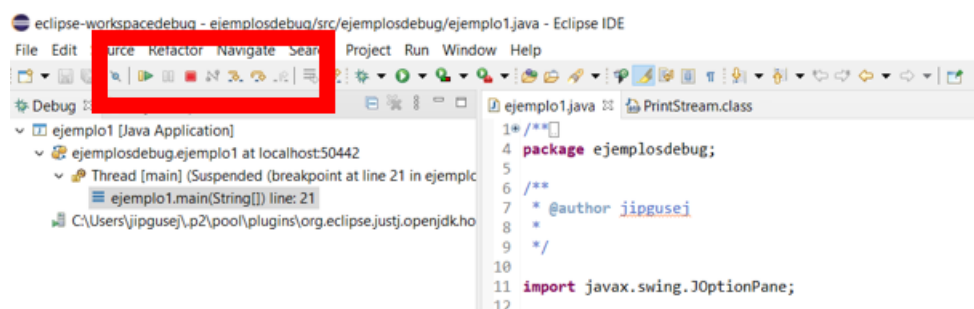 eclipse-workspacedebug - ejemplosdebug/src/ejemplosdebug/ejemplo1.java - Eclipse IDE
File Edit Source Refactor Navigate Search Project Run Window Help
Debug
ejemplo1.java
PrintStream.class
ejemplo1 [Java Application]
ejemplosdebug.ejemplo1 at localhost:50442
Thread [main] (Suspended (breakpoint at line 21 in ejemplo
ejemplo1.main(String[]) line: 21
C:\Users\jipgusej\.p2\pool\plugins\org.eclipse.justj.openjdk.ho
1 /**
4 package ejemplosdebug;
5
6 /**
7 * @author jipgusej
8 *
9 */
10
11 import javax.swing.JOptionPane;
12